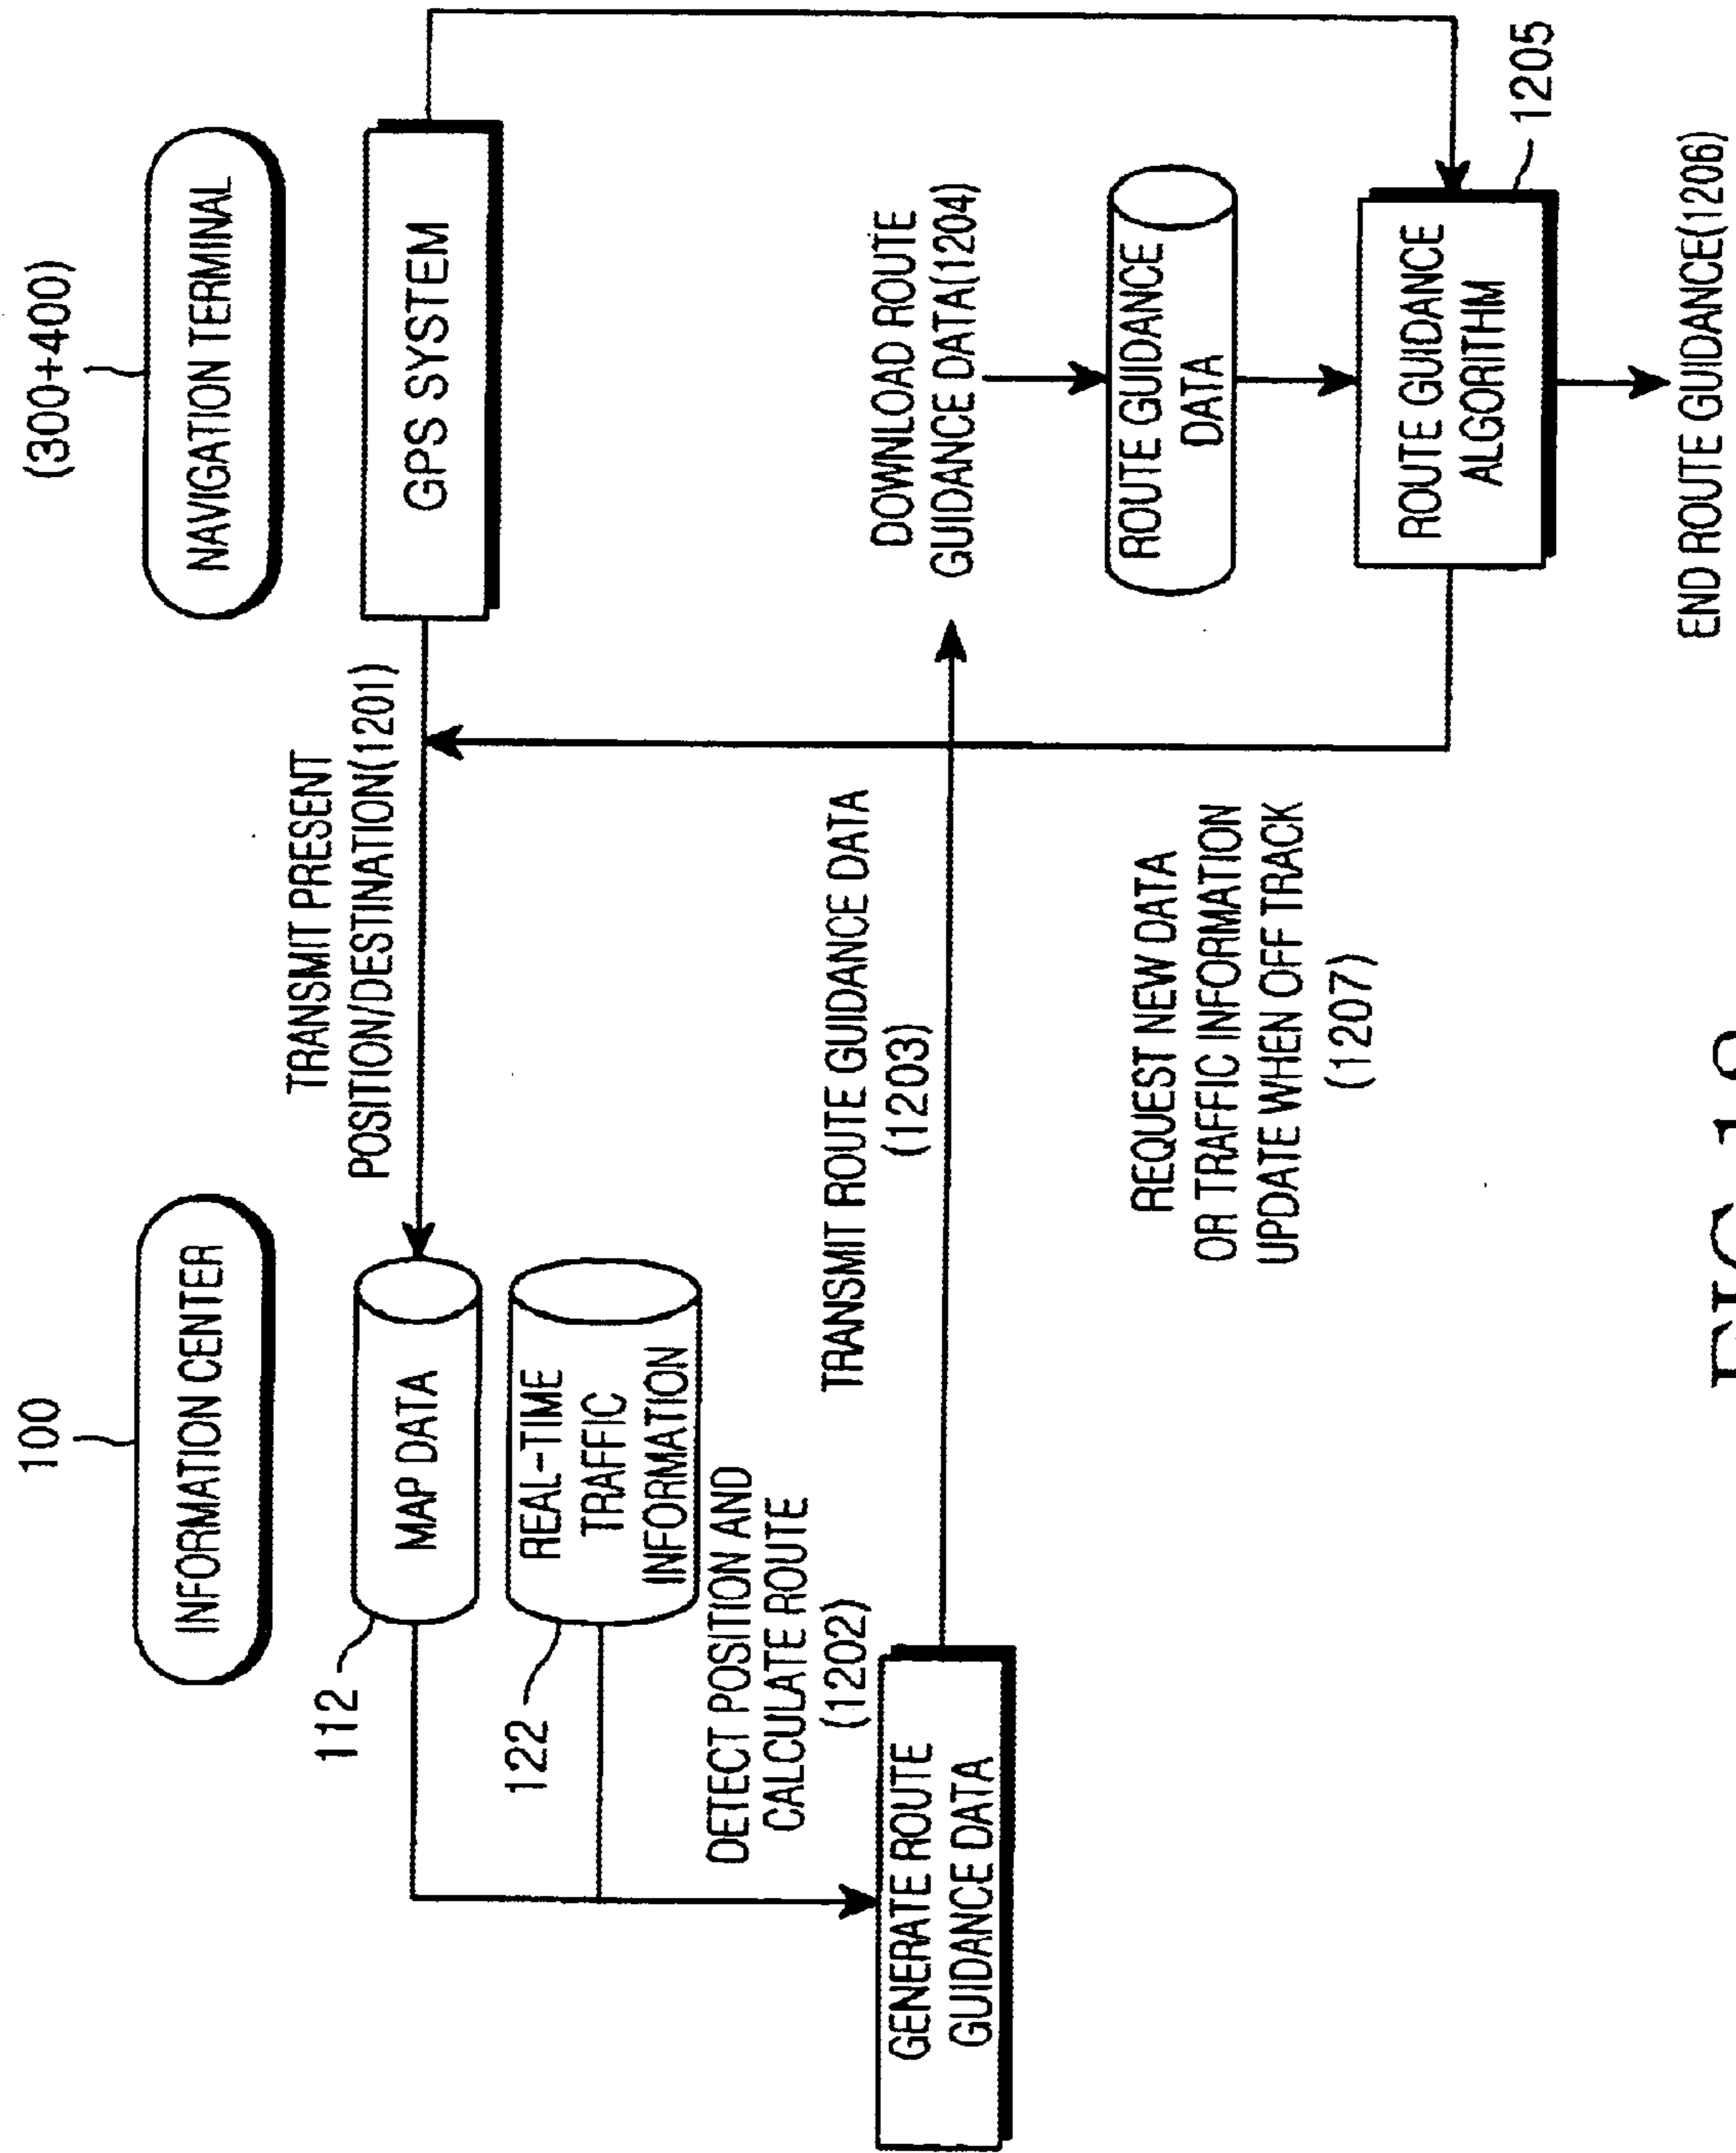 100
INFORMATION CENTER
(300+400)
NAVIGATION TERMINAL
TRANSMIT PRESENT
POSITION/DESTINATION(1201)
112
MAP DATA
GPS SYSTEM
122
REAL-TIME
TRAFFIC
INFORMATION
DETECT POSITION AND
CALCULATE ROUTE
(1202)
GENERATE ROUTE
GUIDANCE DATA
TRANSMIT ROUTE GUIDANCE DATA
(1203)
DOWNLOAD ROUTE
GUIDANCE DATA(1204)
ROUTE GUIDANCE
DATA
REQUEST NEW DATA
OR TRAFFIC INFORMATION
UPDATE WHEN OFF TRACK
(1207)
ROUTE GUIDANCE
ALGORITHM
1205
END ROUTE GUIDANCE(1206)